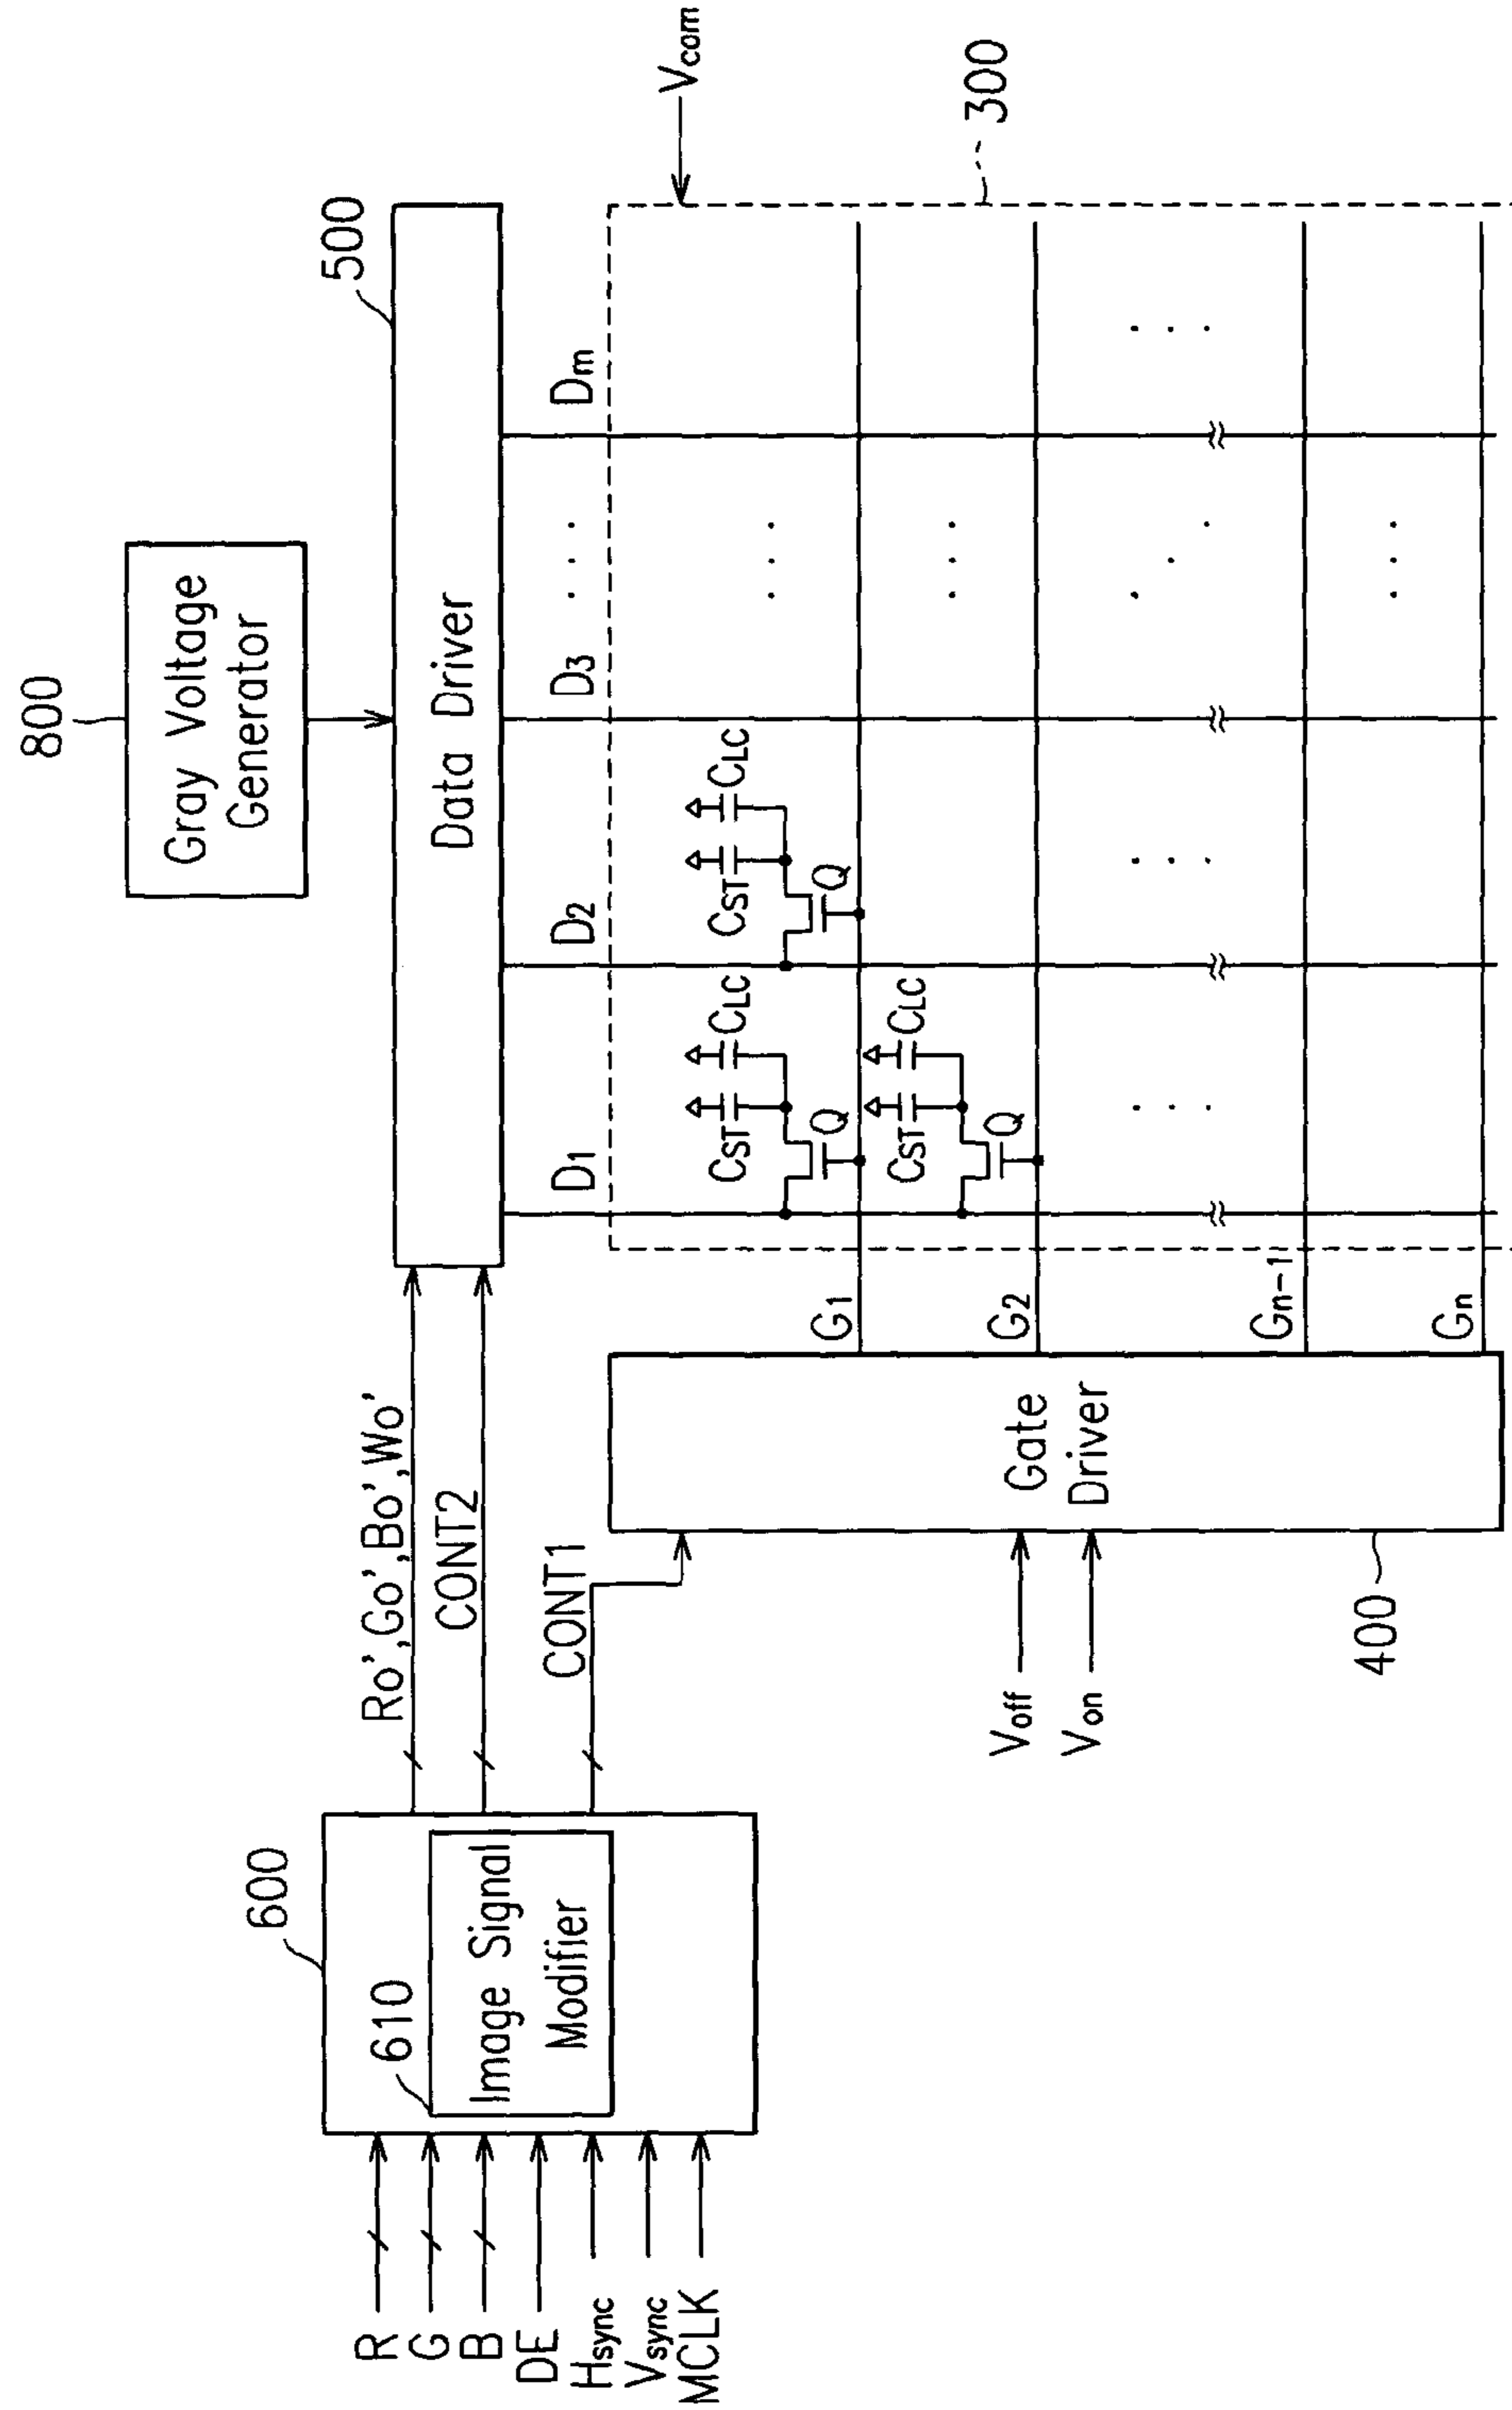 800
Gray Voltage
Generator
500
Data Driver
600
610
Image Signal
Modifier
R
G
B
DE
Hsync
Vsync
MCLK
Ro',Go',Bo',Wo'
CONT2
CONT1
D1
D2
D3
Dm
Vcom
300
CST
CLC
Q
CST
CLC
Q
CST
CLC
Q
G1
G2
Gn-1
Gn
Gate
Driver
Voff
Von
400